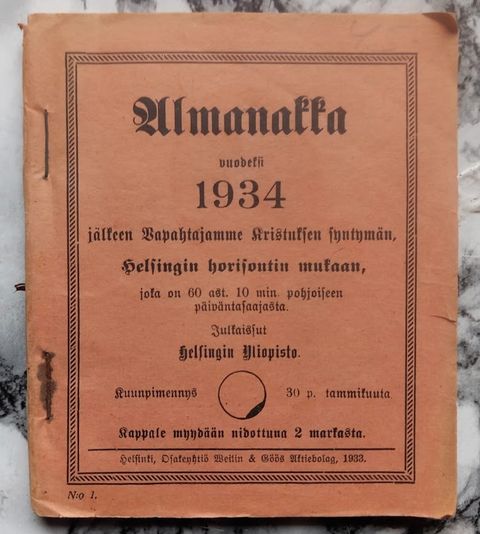 Almanakka
vuodeksi
1934
jälkeen Vapahtajamme Kristuksen syntymän,
Helsingin horisontin mukaan,
joka on 60 ast. 10 min. pohjoiseen
päiväntasaajasta.
Julkaissut
Helsingin Yliopisto.
Kuunpimennys 30 p. tammikuuta
Kappale myydään nidottuna 2 markasta.
Helsinki, Osakeyhtiö Weilin & Göös Aktiebolag, 1933.
N:o 1.